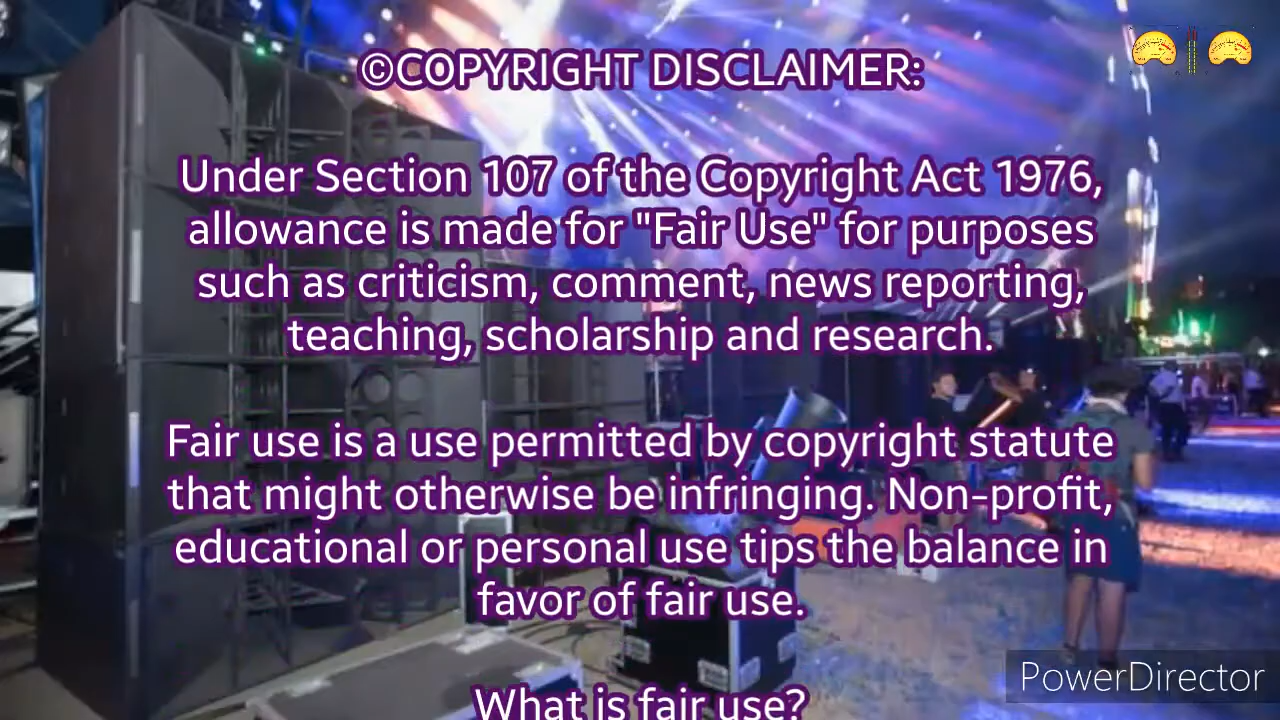 ©COPYRIGHT DISCLAIMER:
Under Section 107 of the Copyright Act 1976,
allowance is made for "Fair Use" for purposes
such as criticism, comment, news reporting,
teaching, scholarship and research.
Fair use is a use permitted by copyright statute
that might otherwise be infringing. Non-profit,
educational or personal use tips the balance in
favor of fair use.
What is fair use?
PowerDirector